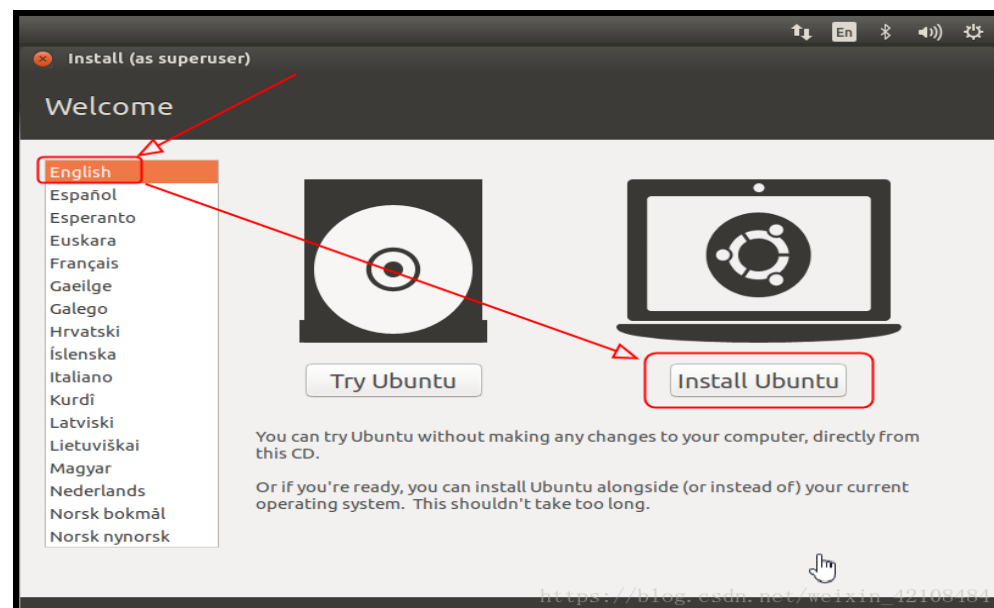 En
Install (as superuser)
Welcome
English
Español
Esperanto
Euskara
Français
Gaeilge
Galego
Hrvatski
Íslenska
Italiano
Kurdî
Latviski
Lietuviškai
Magyar
Nederlands
Norsk bokmål
Norsk nynorsk
Try Ubuntu
Install Ubuntu
You can try Ubuntu without making any changes to your computer, directly from
this CD.
Or if you're ready, you can install Ubuntu alongside (or instead of) your current
operating system. This shouldn't take too long.
https://blog.csdn.net/weixin_42108484